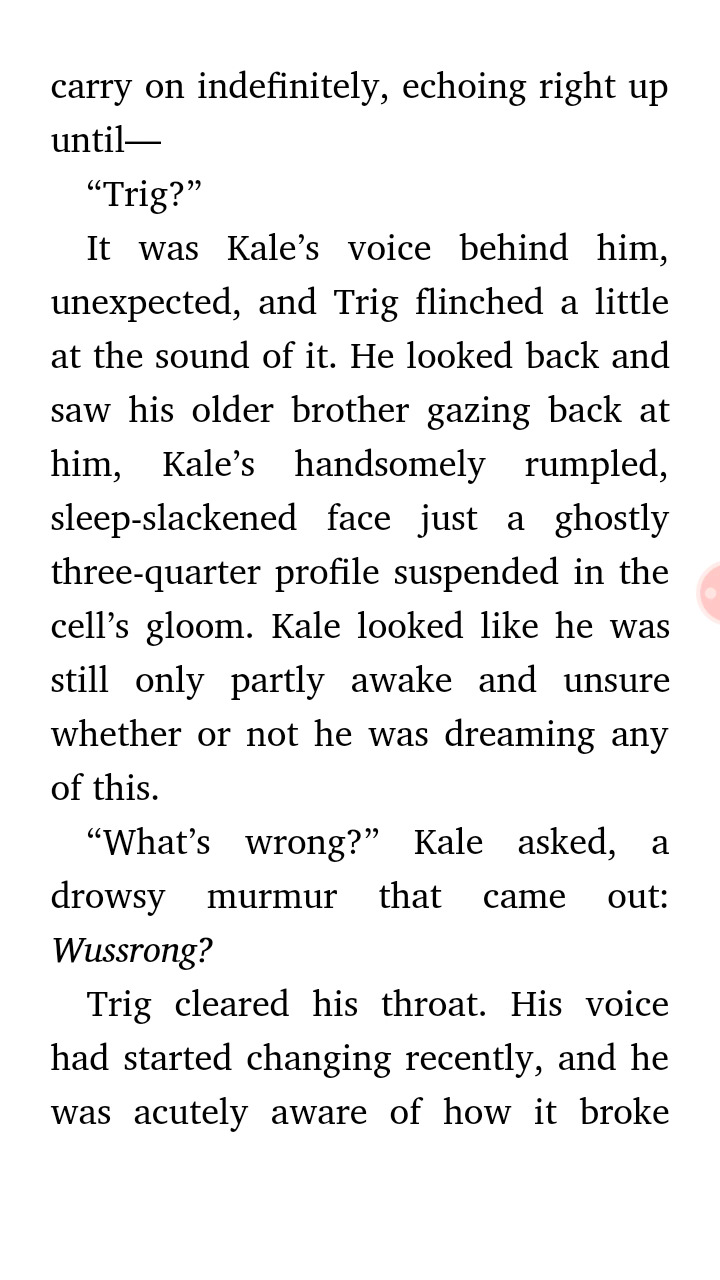 carry on indefinitely, echoing right up
until—
“Trig?”
It was Kale’s voice behind him,
unexpected, and Trig flinched a little
at the sound of it. He looked back and
saw his older brother gazing back at
him, Kale’s handsomely rumpled,
sleep-slackened face just a ghostly
three-quarter profile suspended in the
cell’s gloom. Kale looked like he was
still only partly awake and unsure
whether or not he was dreaming any
of this.
“What’s wrong?” Kale asked, a
drowsy murmur that came out:
Wussrong?
Trig cleared his throat. His voice
had started changing recently, and he
was acutely aware of how it broke